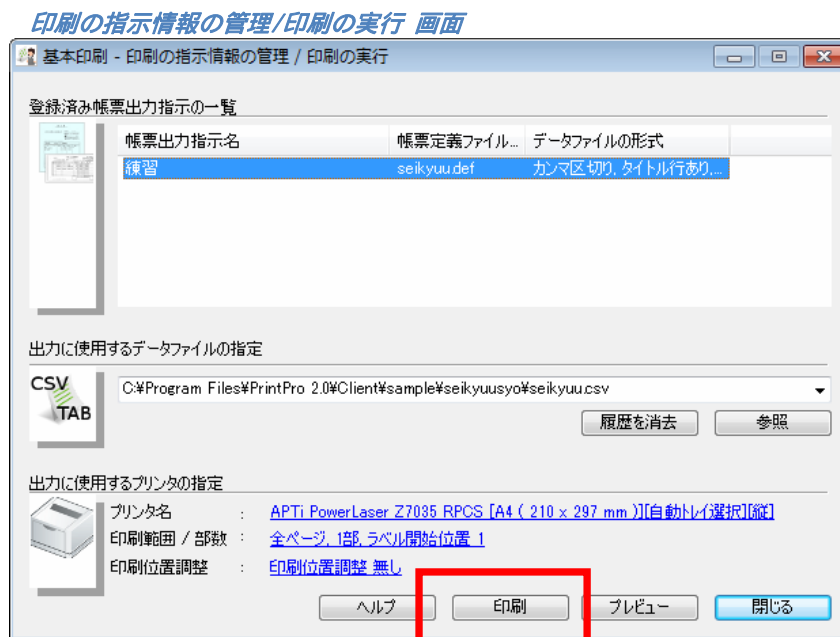 印刷の指示情報の管理/印刷の実行 画面
基本印刷 - 印刷の指示情報の管理 / 印刷の実行
登録済み帳票出力指示の一覧
帳票出力指示名 帳票定義ファイル... データファイルの形式
練習 seikyuu.def カンマ区切り, タイトル行あり,...
出力に使用するデータファイルの指定
CSV
TAB
C:¥Program Files¥PrintPro 2.0¥Client¥sample¥seikyuusyo¥seikyuu.csv
履歴を消去 参照
出力に使用するプリンタの指定
プリンタ名 : APTi PowerLaser Z7035 RPCS [A4 ( 210 x 297 mm )][自動トレイ選択][縦]
印刷範囲 / 部数 : 全ページ, 1部, ラベル開始位置 1
印刷位置調整 : 印刷位置調整 無し
ヘルプ 印刷 プレビュー 閉じる